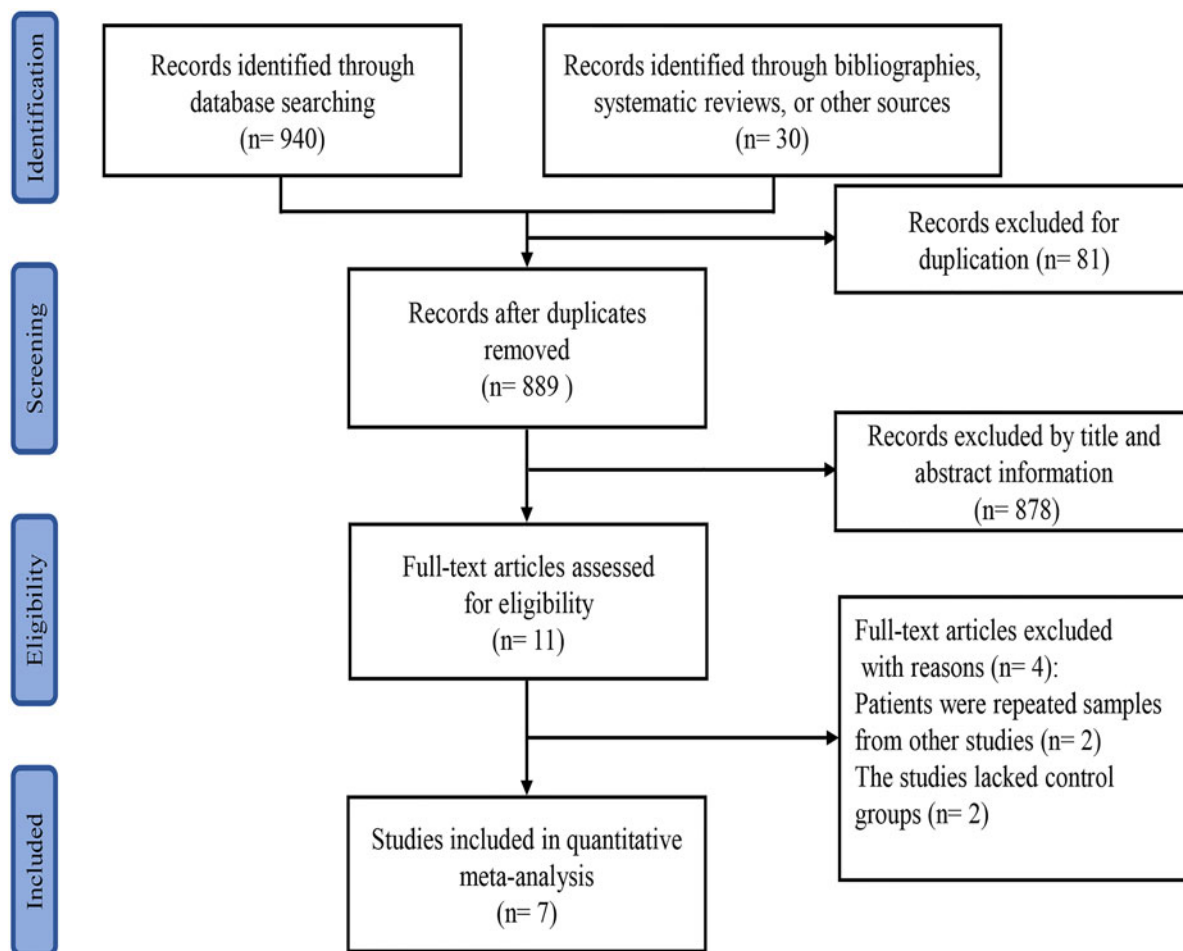 Identification
Records identified through
database searching
(n= 940)
Records identified through bibliographies,
systematic reviews, or other sources
(n= 30)
Records excluded for
duplication (n= 81)
Screening
Records after duplicates
removed
(n= 889 )
Records excluded by title and
abstract information
(n= 878)
Eligibility
Full-text articles assessed
for eligibility
(n= 11)
Full-text articles excluded
with reasons (n= 4):
Patients were repeated samples
from other studies (n= 2)
The studies lacked control
groups (n= 2)
Included
Studies included in quantitative
meta-analysis
(n= 7)